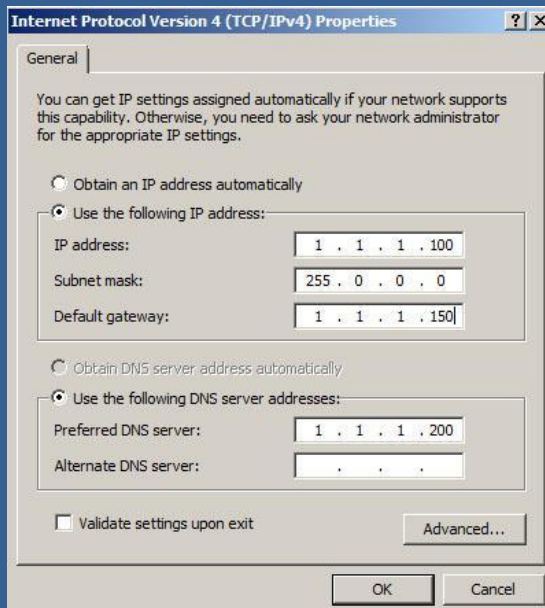 Internet Protocol Version 4 (TCP/IPv4) Properties ? X
General
You can get IP settings assigned automatically if your network supports
this capability. Otherwise, you need to ask your network administrator
for the appropriate IP settings.
Obtain an IP address automatically
Use the following IP address:
IP address: 1 . 1 . 1 . 100
Subnet mask: 255 . 0 . 0 . 0
Default gateway: 1 . 1 . 1 . 150
Obtain DNS server address automatically
Use the following DNS server addresses:
Preferred DNS server: 1 . 1 . 1 . 200
Alternate DNS server: . . .
Validate settings upon exit
Advanced...
OK Cancel